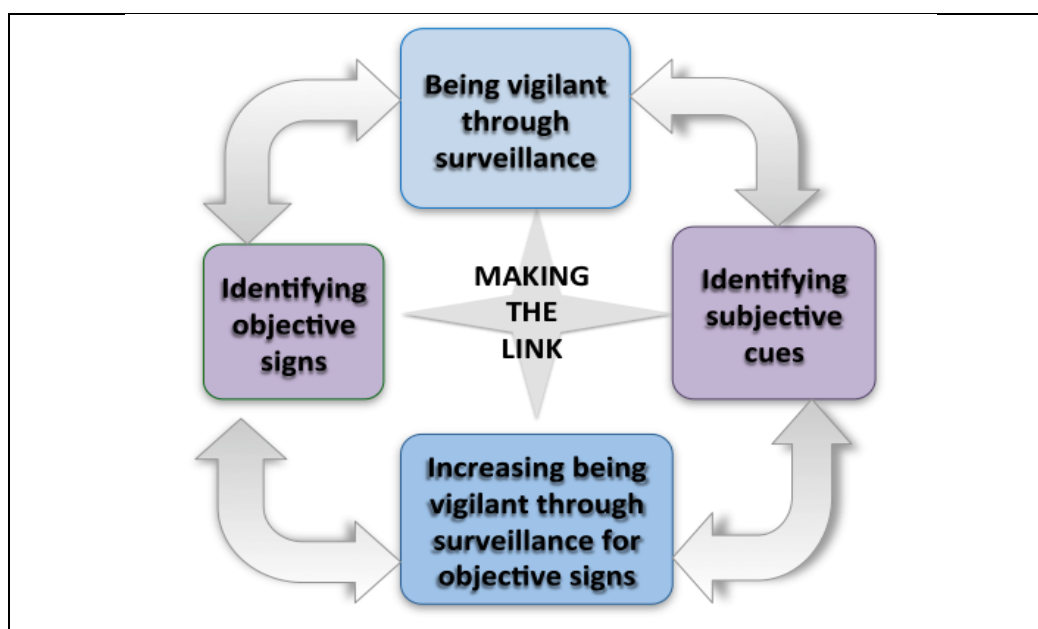 Being vigilant
through
surveillance
Identifying
objective
signs
MAKING
THE
LINK
Identifying
subjective
cues
Increasing being
vigilant through
surveillance for
objective signs